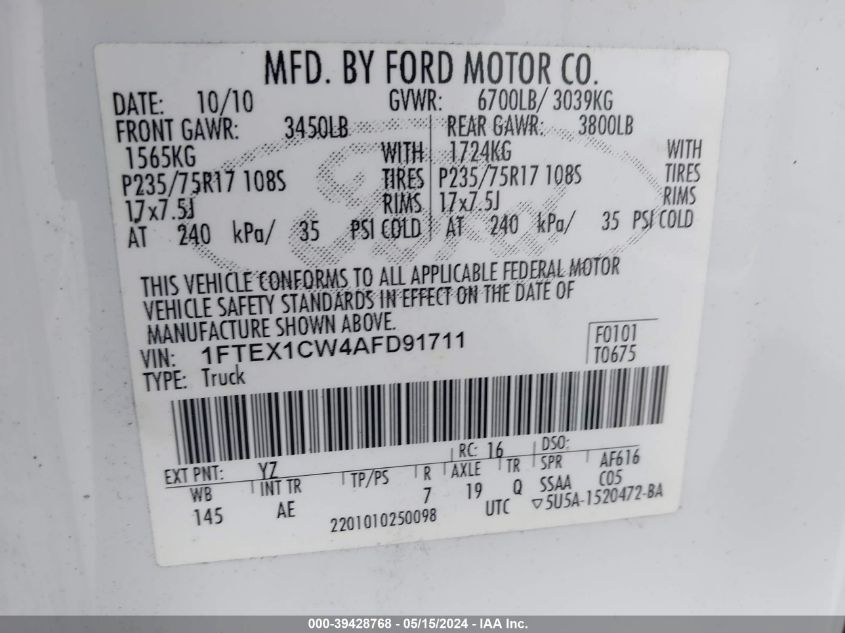 MFD. BY FORD MOTOR CO.
DATE: 10/10 GVWR: 6700LB/ 3039KG
FRONT GAWR: 3450LB REAR GAWR: 3800LB
1565KG WITH 1724KG WITH
P235/75R17 108S TIRES P235/75R17 108S TIRES
17x7.5J RIMS 17x7.5J RIMS
AT 240 kPa/ 35 PSI COLD AT 240 kPa/ 35 PSI COLD
THIS VEHICLE CONFORMS TO ALL APPLICABLE FEDERAL MOTOR
VEHICLE SAFETY STANDARDS IN EFFECT ON THE DATE OF
MANUFACTURE SHOWN ABOVE.
VIN: 1FTEX1CW4AFD91711 F0101
TYPE: Truck T0675
EXT PNT: YZ RC: 16 DSO:
WB INT TR TP/PS R AXLE TR SPR AF616
145 AE 7 19 Q SSAA C05
2201010250098 UTC ▽5U5A-1520472-BA
000-39428768 - 05/15/2024 - IAA Inc.